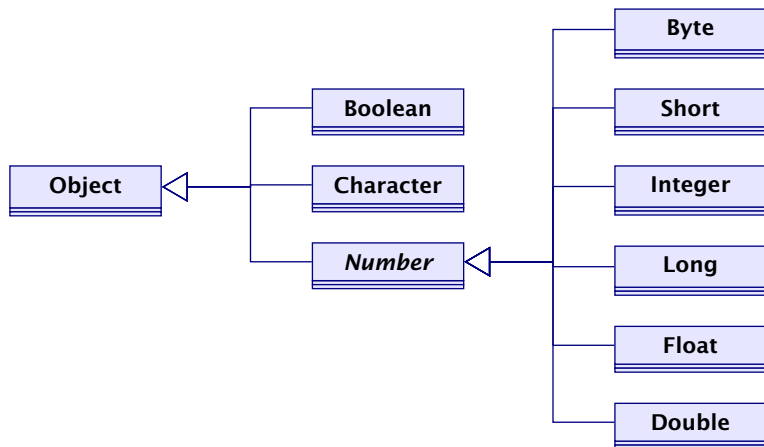 Object
Boolean
Character
Number
Byte
Short
Integer
Long
Float
Double